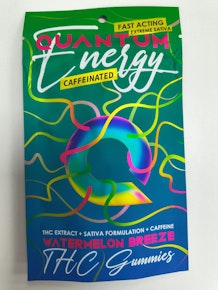 FAST ACTING
EXTREME SATIVA
QUANTUM
Energy
CAFFEINATED
THC EXTRACT + SATIVA FORMULATION + CAFFEINE
WATERMELON BREEZE
THC Gummies